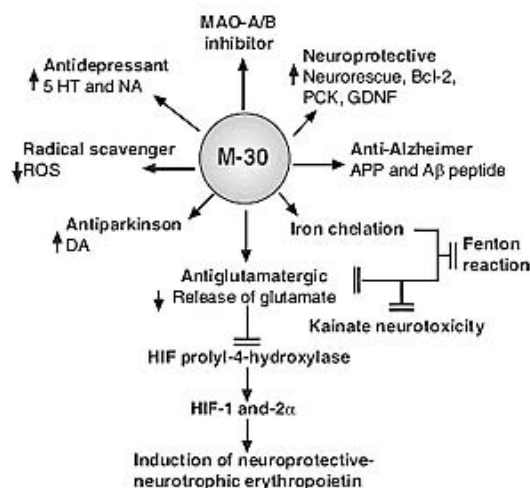 MAO-A/B
inhibitor
Antidepressant
5 HT and NA
Neuroprotective
Neurorescue, Bcl-2,
PCK, GDNF
Radical scavenger
ROS
M-30
Anti-Alzheimer
APP and Aβ peptide
Antiparkinson
DA
Iron chelation
Fenton
reaction
Antiglutamatergic
Release of glutamate
Kainate neurotoxicity
HIF prolyl-4-hydroxylase
HIF-1 and-2α
Induction of neuroprotective-
neurotrophic erythropoietin